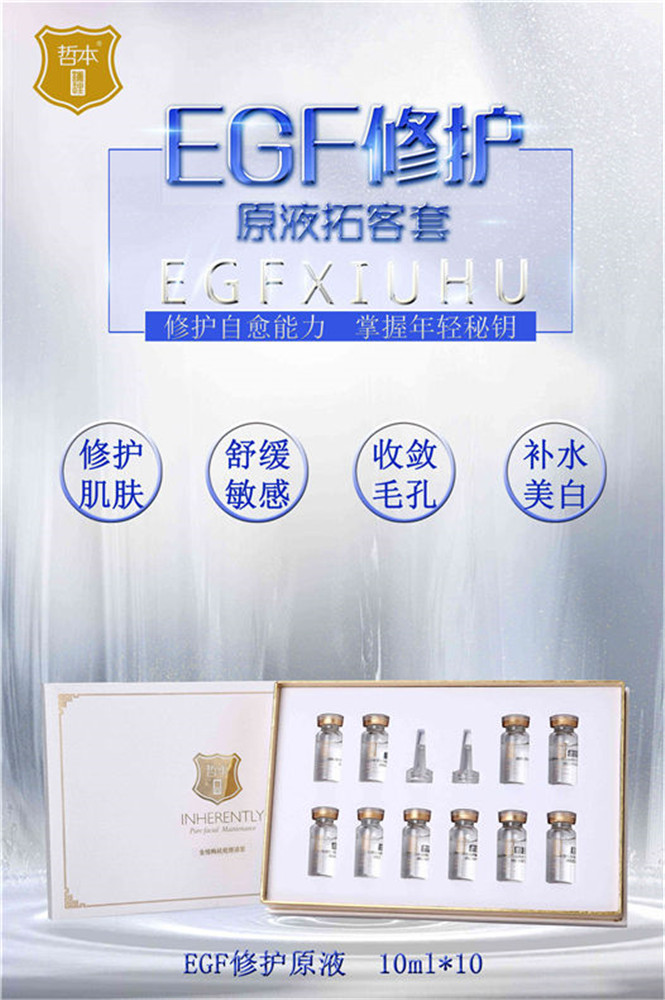 哲本®
EGF修护
原液拓客套
EGFXIUHU
修护自愈能力 掌握年轻秘钥
修护
肌肤
舒缓
敏感
收敛
毛孔
补水
美白
哲本
INHERENTLY
Pure facial Maintenance
EGF修护原液 10ml*10